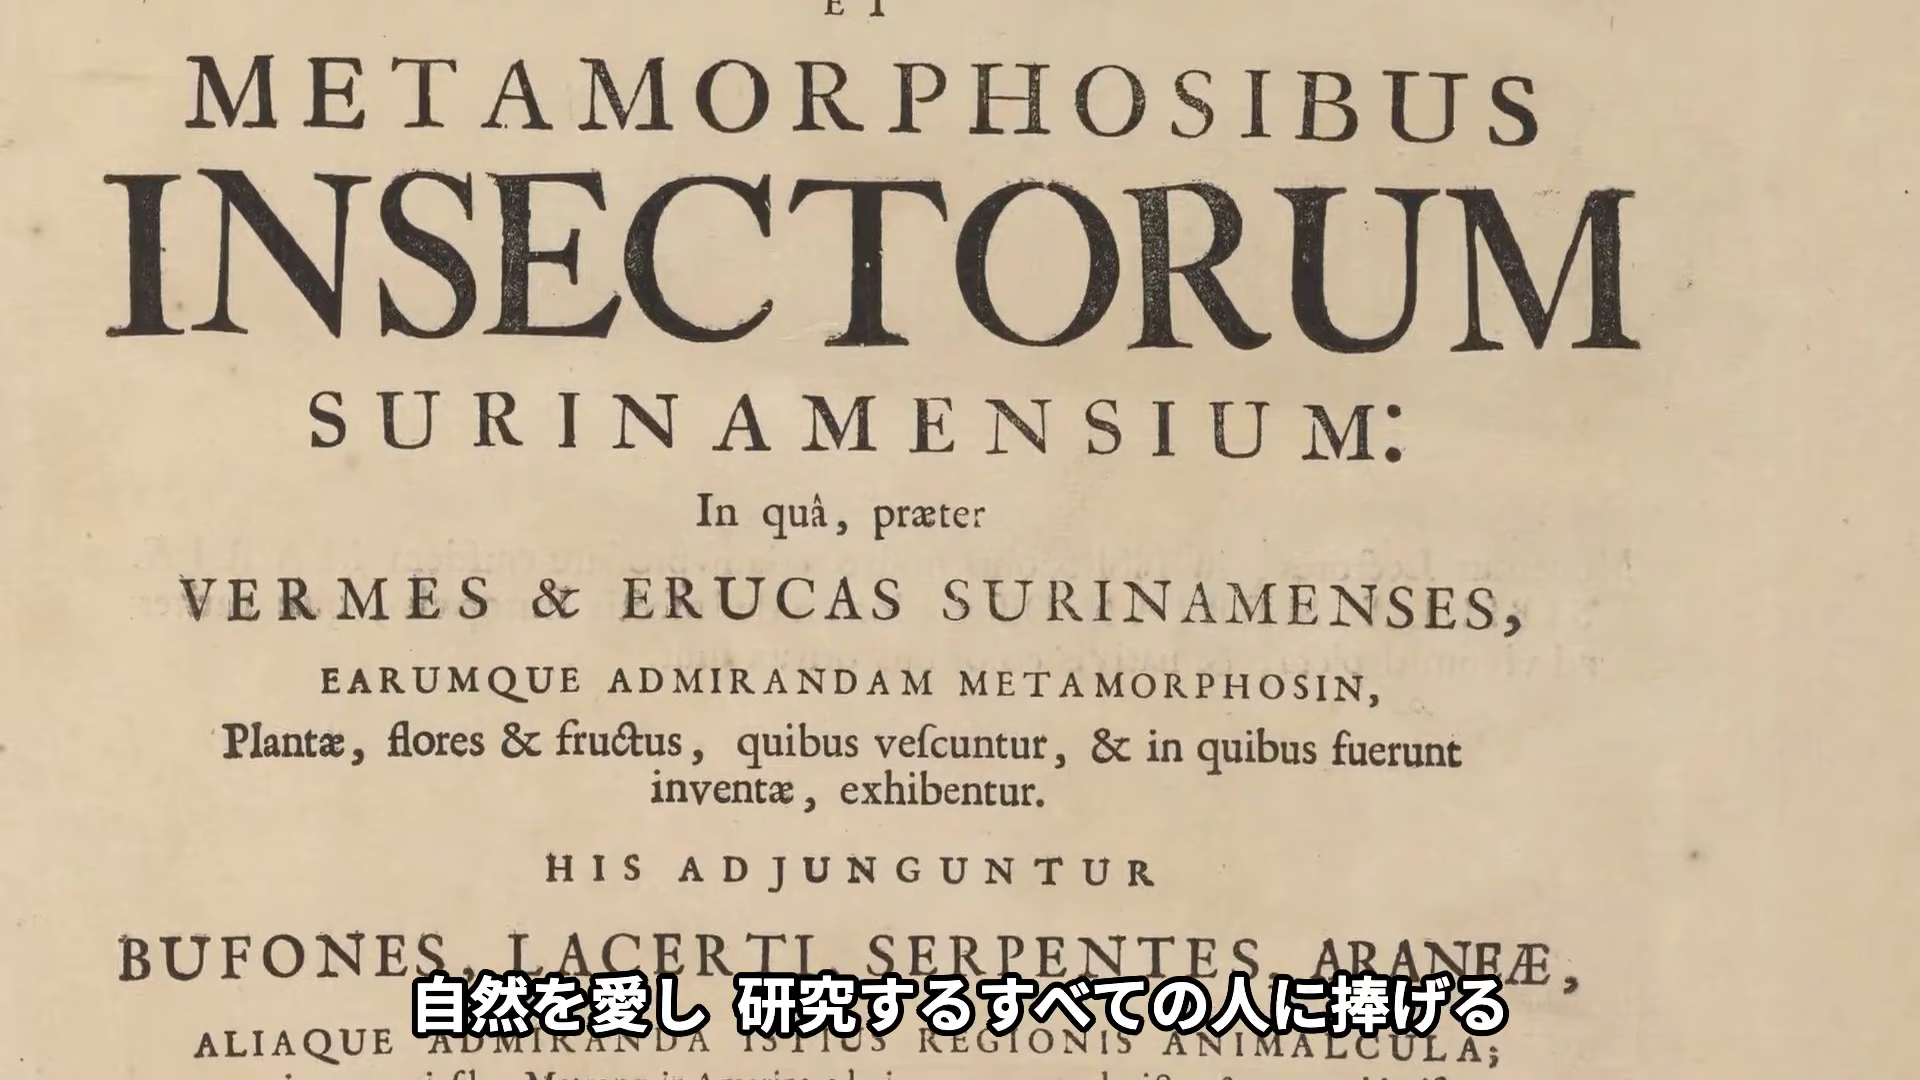 ET
METAMORPHOSIBUS
INSECTORUM
SURINAMENSIUM:
In quâ, præter
VERMES & ERUCAS SURINAMENSES,
EARUMQUE ADMIRANDAM METAMORPHOSIN,
Plantæ, flores & fructus, quibus veſcuntur, & in quibus fuerunt
inventæ, exhibentur.
HIS ADJUNGUNTUR
BUFONES, LACERTI, SERPENTES, ARANEÆ,
自然を愛し 研究するすべての人に捧げる
ALIAQUE ADMIRANDA ISTIUS REGIONIS ANIMALCULA;